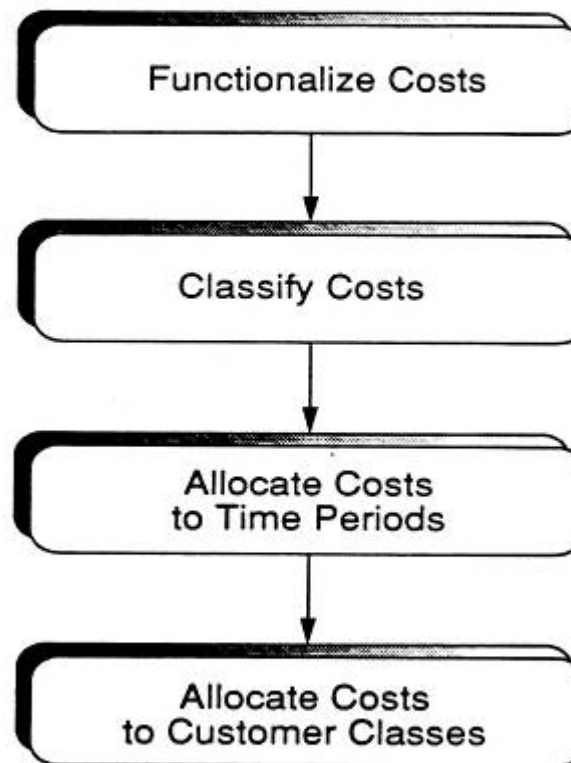 Functionalize Costs
Classify Costs
Allocate Costs
to Time Periods
Allocate Costs
to Customer Classes